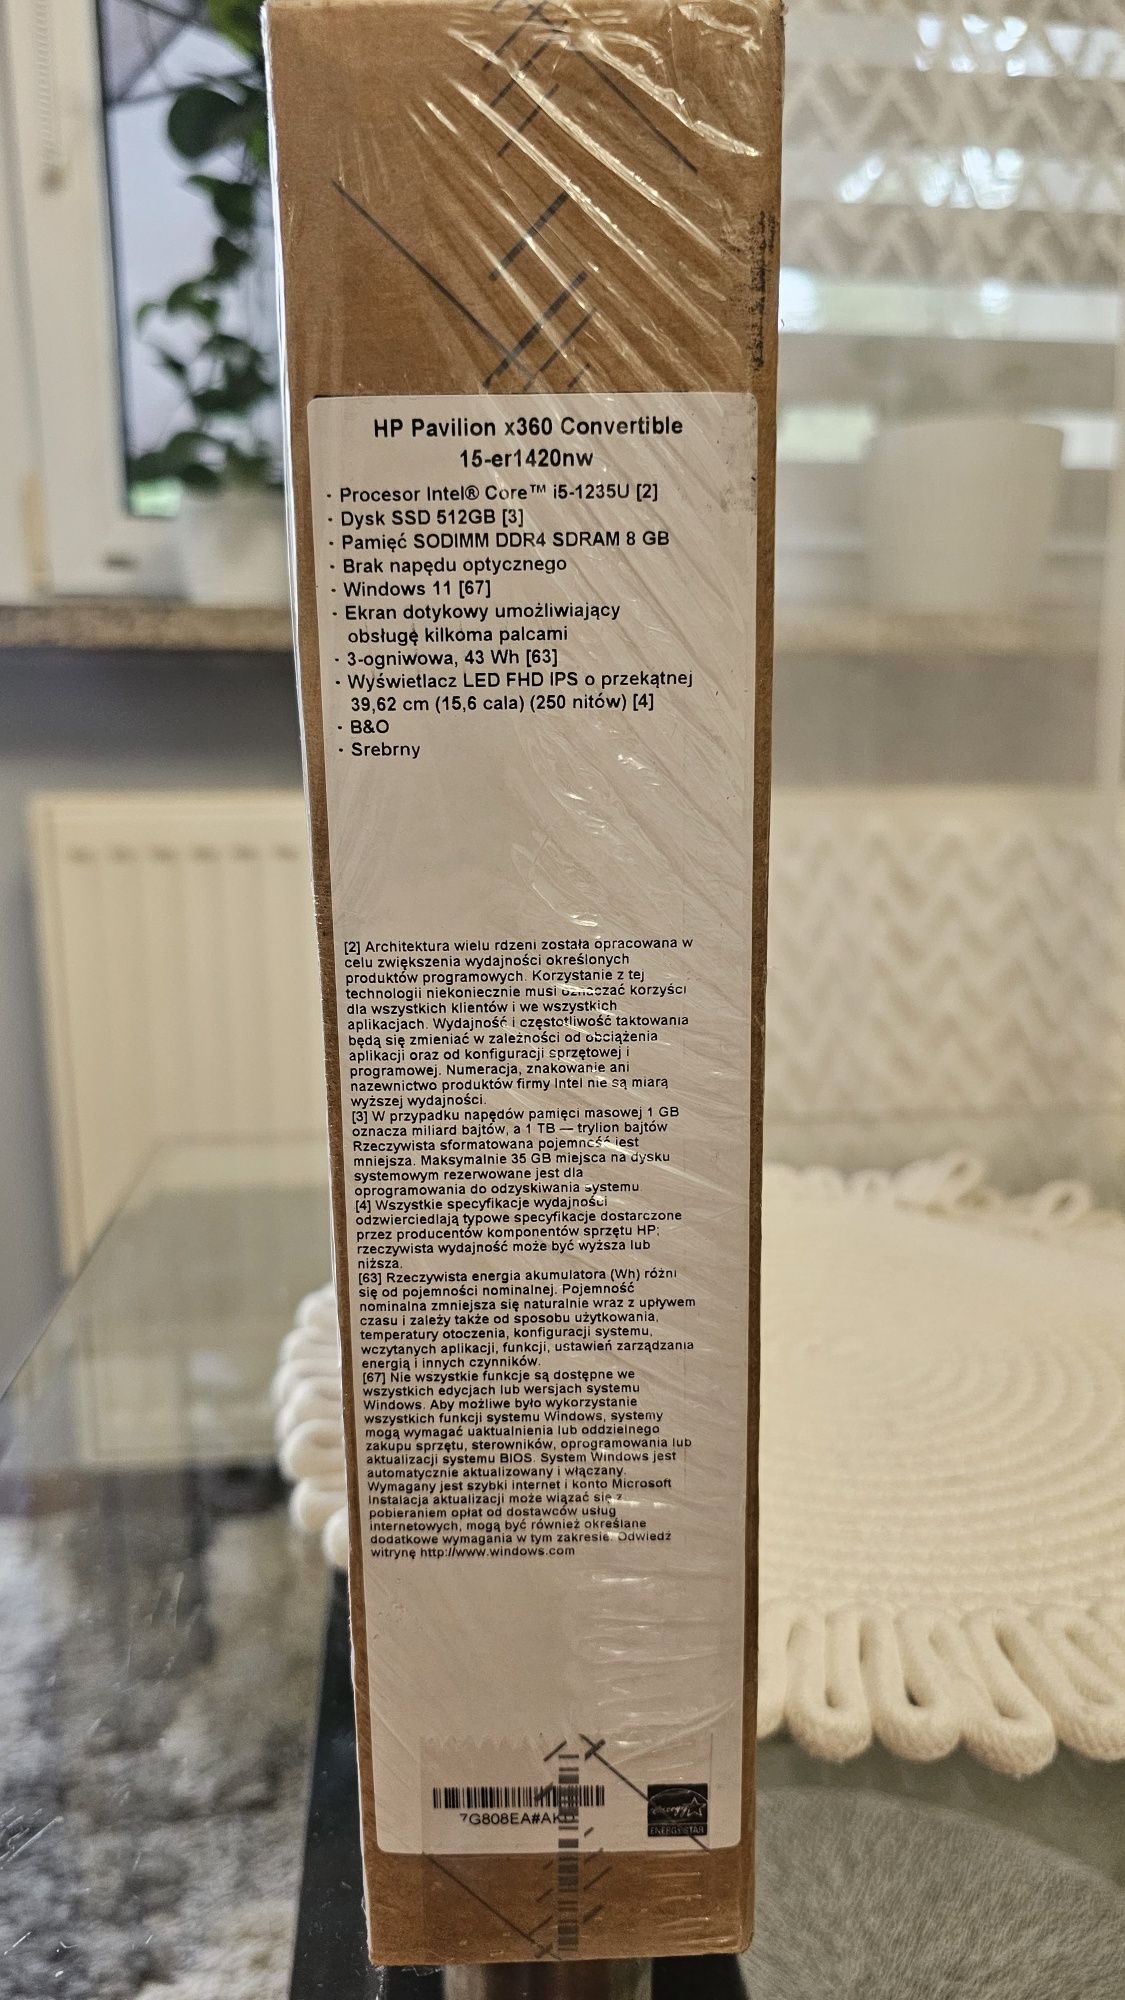 HP Pavilion x360 Convertible
15-er1420nw
· Procesor Intel® Core™ i5-1235U [2]
· Dysk SSD 512GB [3]
· Pamięć SODIMM DDR4 SDRAM 8 GB
· Brak napędu optycznego
· Windows 11 [67]
· Ekran dotykowy umożliwiający
obsługę kilkoma palcami
· 3-ogniwowa, 43 Wh [63]
· Wyświetlacz LED FHD IPS o przekątnej
39,62 cm (15,6 cala) (250 nitów) [4]
· B&O
· Srebrny
[2] Architektura wielu rdzeni została opracowana w
celu zwiększenia wydajności określonych
produktów programowych. Korzystanie z tej
technologii niekoniecznie musi oznaczać korzyści
dla wszystkich klientów i we wszystkich
aplikacjach. Wydajność i częstotliwość taktowania
będą się zmieniać w zależności od obciążenia
aplikacji oraz od konfiguracji sprzętowej i
programowej. Numeracja, znakowanie ani
nazewnictwo produktów firmy Intel nie są miarą
wyższej wydajności.
[3] W przypadku napędów pamięci masowej 1 GB
oznacza miliard bajtów, a 1 TB — trylion bajtów
Rzeczywista sformatowana pojemność jest
mniejsza. Maksymalnie 35 GB miejsca na dysku
systemowym rezerwowane jest dla
oprogramowania do odzyskiwania systemu.
[4] Wszystkie specyfikacje wydajności
odzwierciedlają typowe specyfikacje dostarczone
przez producentów komponentów sprzętu HP;
rzeczywista wydajność może być wyższa lub
niższa.
[63] Rzeczywista energia akumulatora (Wh) różni
się od pojemności nominalnej. Pojemność
nominalna zmniejsza się naturalnie wraz z upływem
czasu i zależy także od sposobu użytkowania,
temperatury otoczenia, konfiguracji systemu,
wczytanych aplikacji, funkcji, ustawień zarządzania
energią i innych czynników.
[67] Nie wszystkie funkcje są dostępne we
wszystkich edycjach lub wersjach systemu
Windows. Aby możliwe było wykorzystanie
wszystkich funkcji systemu Windows, systemy
mogą wymagać uaktualnienia lub oddzielnego
zakupu sprzętu, sterowników, oprogramowania lub
aktualizacji systemu BIOS. System Windows jest
automatycznie aktualizowany i włączany.
Wymagany jest szybki internet i konto Microsoft
Instalacja aktualizacji może wiązać się z
pobieraniem opłat od dostawców usług
internetowych, mogą być również określane
dodatkowe wymagania w tym zakresie. Odwiedź
witrynę http://www.windows.com
energy
ENERGY STAR